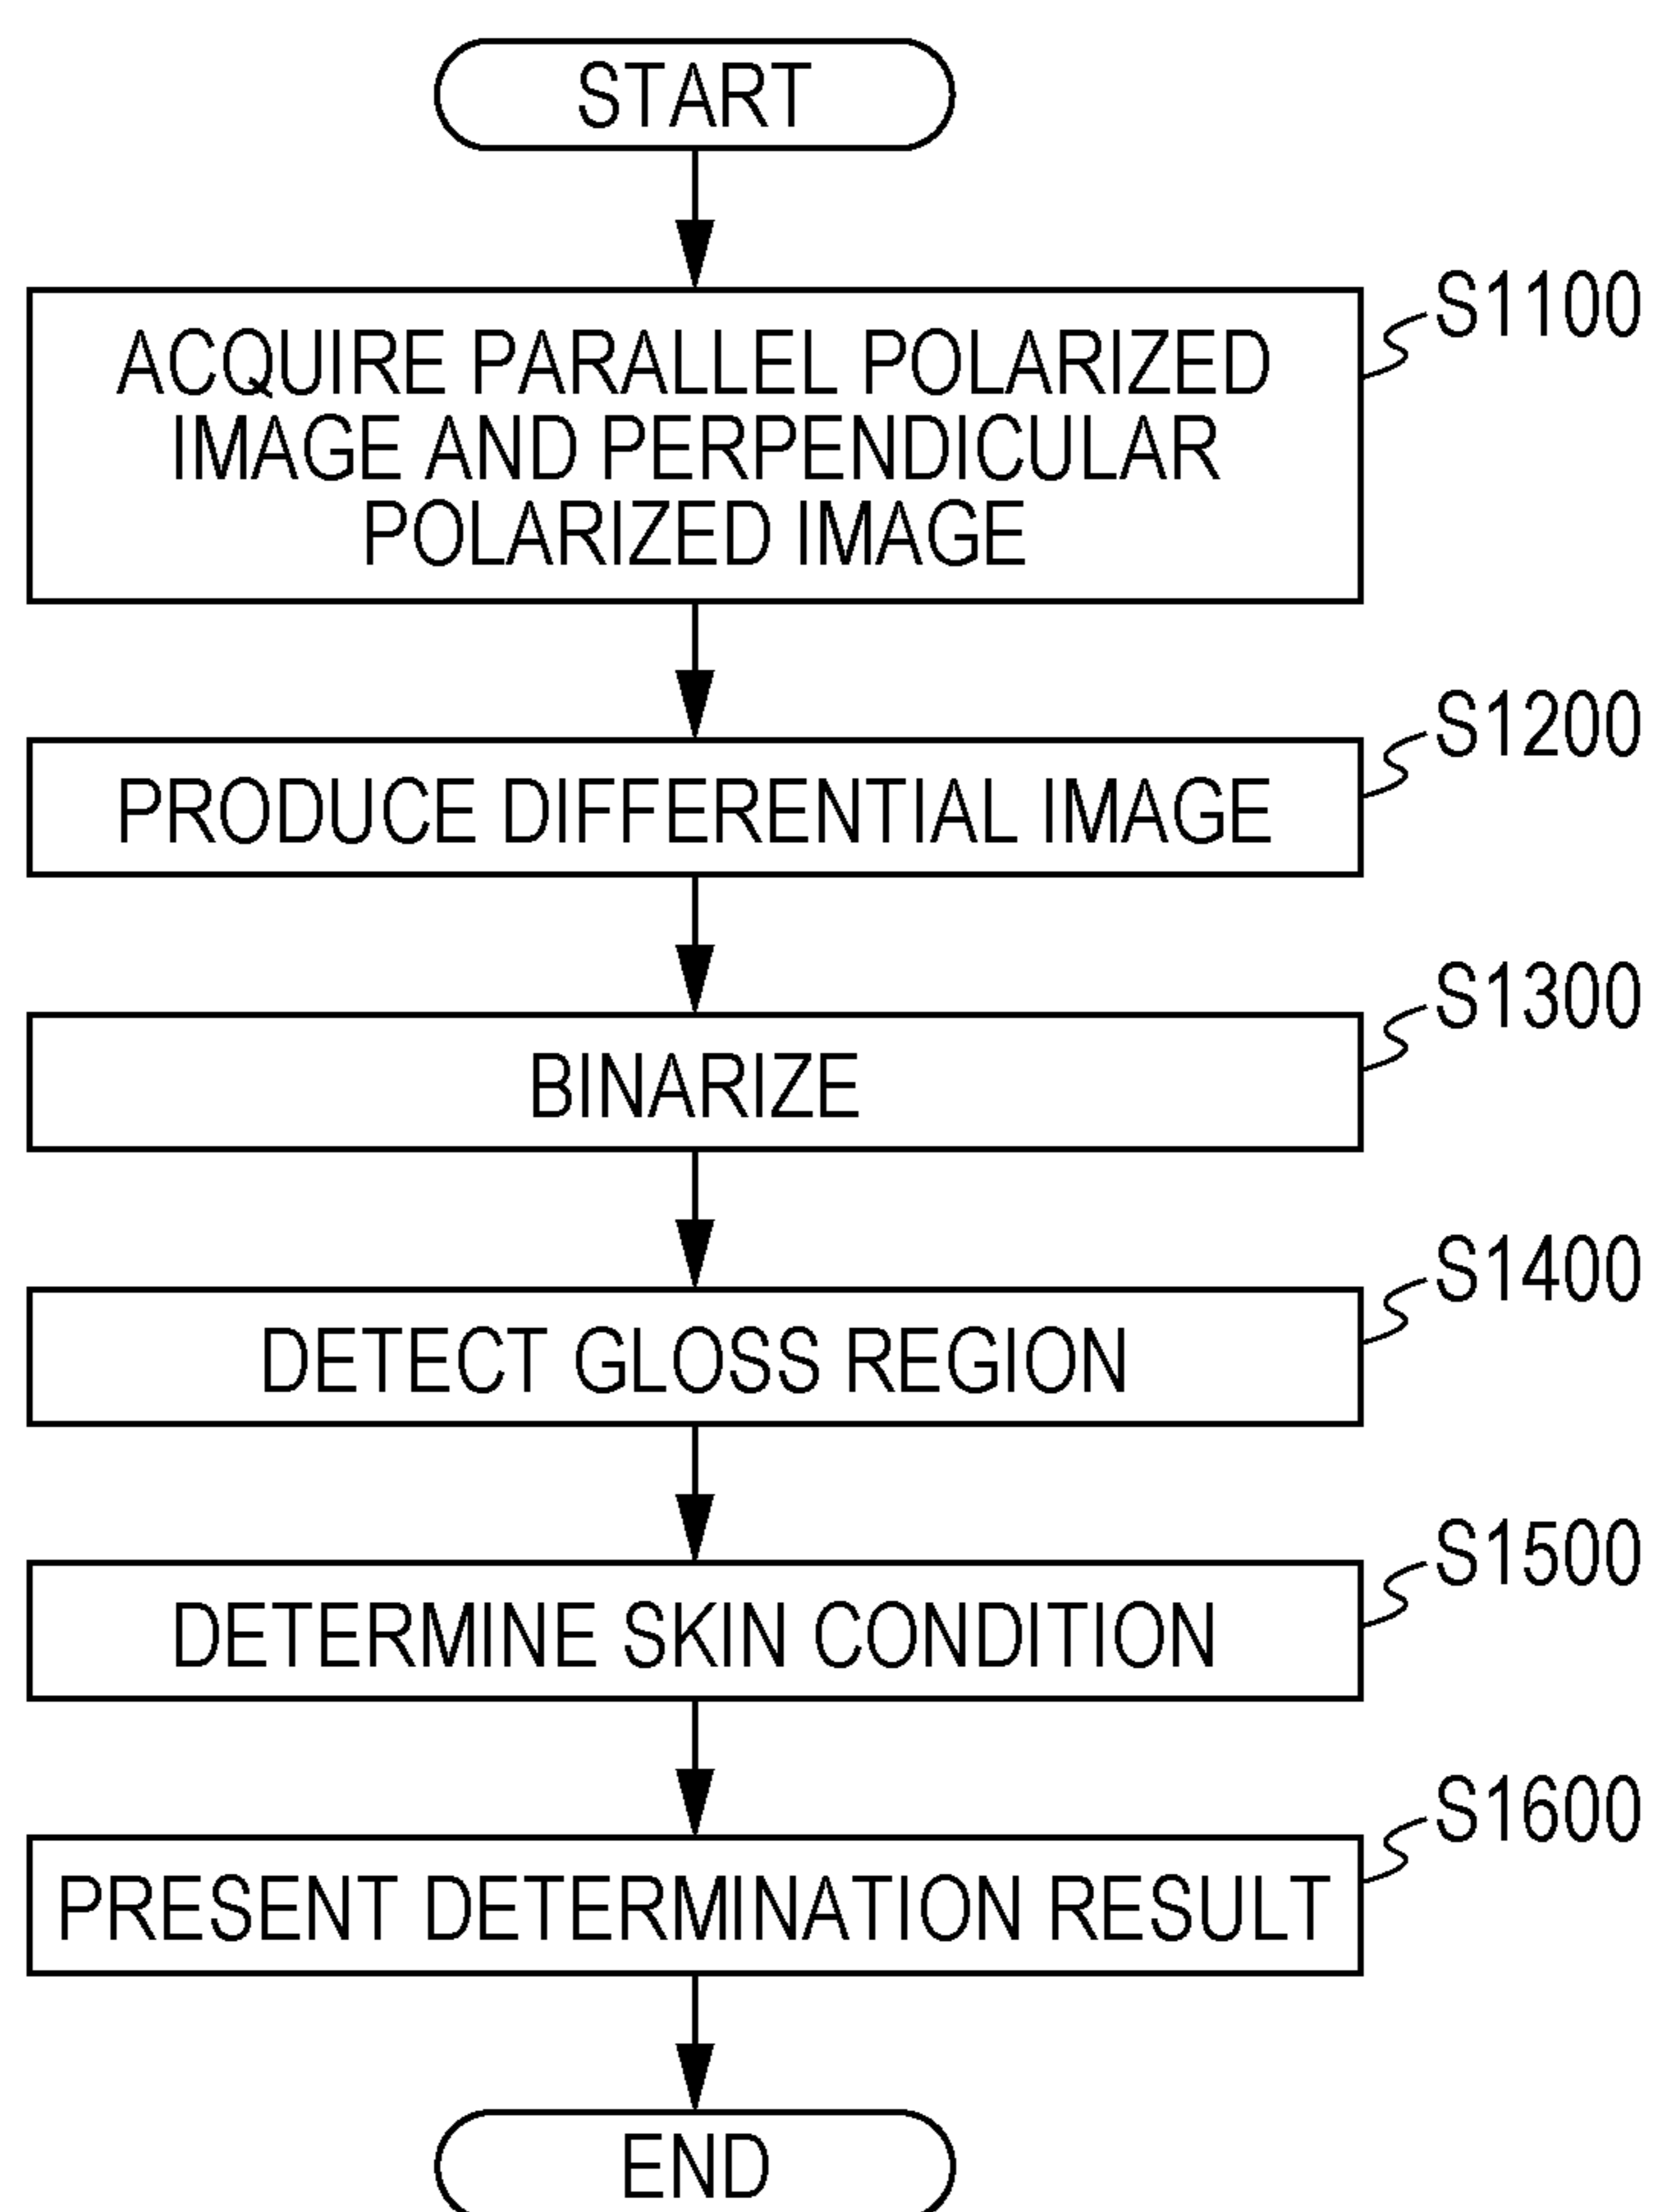 START
S1100
ACQUIRE PARALLEL POLARIZED
IMAGE AND PERPENDICULAR
POLARIZED IMAGE
S1200
PRODUCE DIFFERENTIAL IMAGE
S1300
BINARIZE
S1400
DETECT GLOSS REGION
S1500
DETERMINE SKIN CONDITION
S1600
PRESENT DETERMINATION RESULT
END